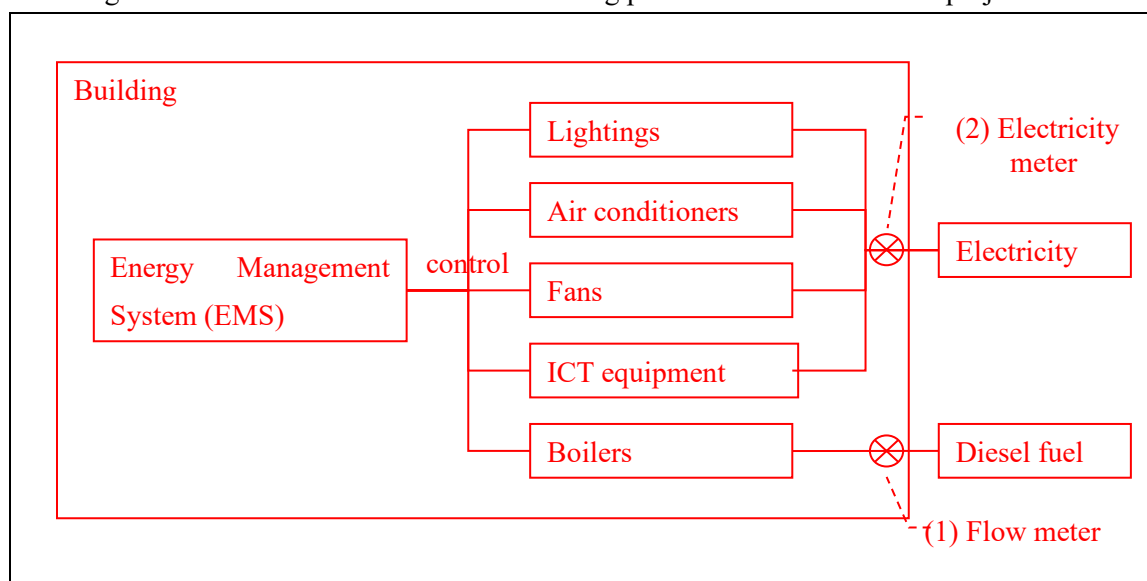 Building
Lightings
(2) Electricity
meter
Air conditioners
Energy Management
System (EMS)
control
Electricity
Fans
ICT equipment
Boilers
Diesel fuel
(1) Flow meter